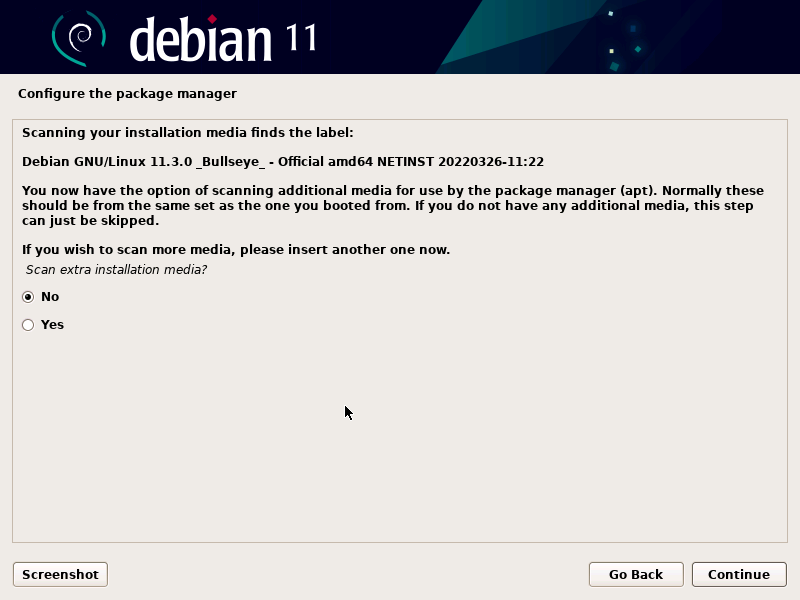 debian 11
Configure the package manager
Scanning your installation media finds the label:
Debian GNU/Linux 11.3.0 _Bullseye_ - Official amd64 NETINST 20220326-11:22
You now have the option of scanning additional media for use by the package manager (apt). Normally these
should be from the same set as the one you booted from. If you do not have any additional media, this step
can just be skipped.
If you wish to scan more media, please insert another one now.
Scan extra installation media?
No
Yes
Screenshot
Go Back
Continue